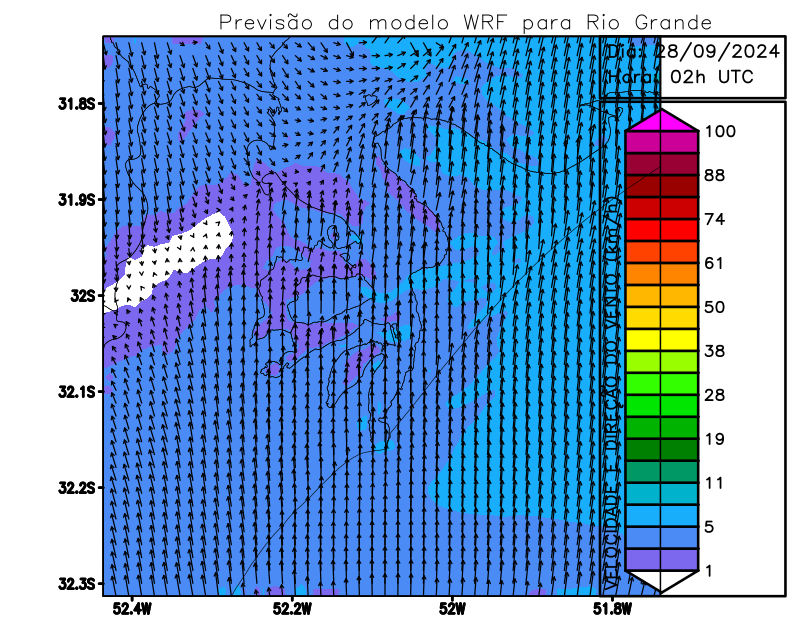 Previsão do modelo WRF para Rio Grande
Dia: 28/09/2024
Hora: 02h UTC
31.8S
31.9S
32S
32.1S
32.2S
32.3S
52.4W
52.2W
52W
51.8W
VELOCIDADE E DIREÇÃO DO VENTO (km/h)
100
88
74
61
50
38
28
19
11
5
1